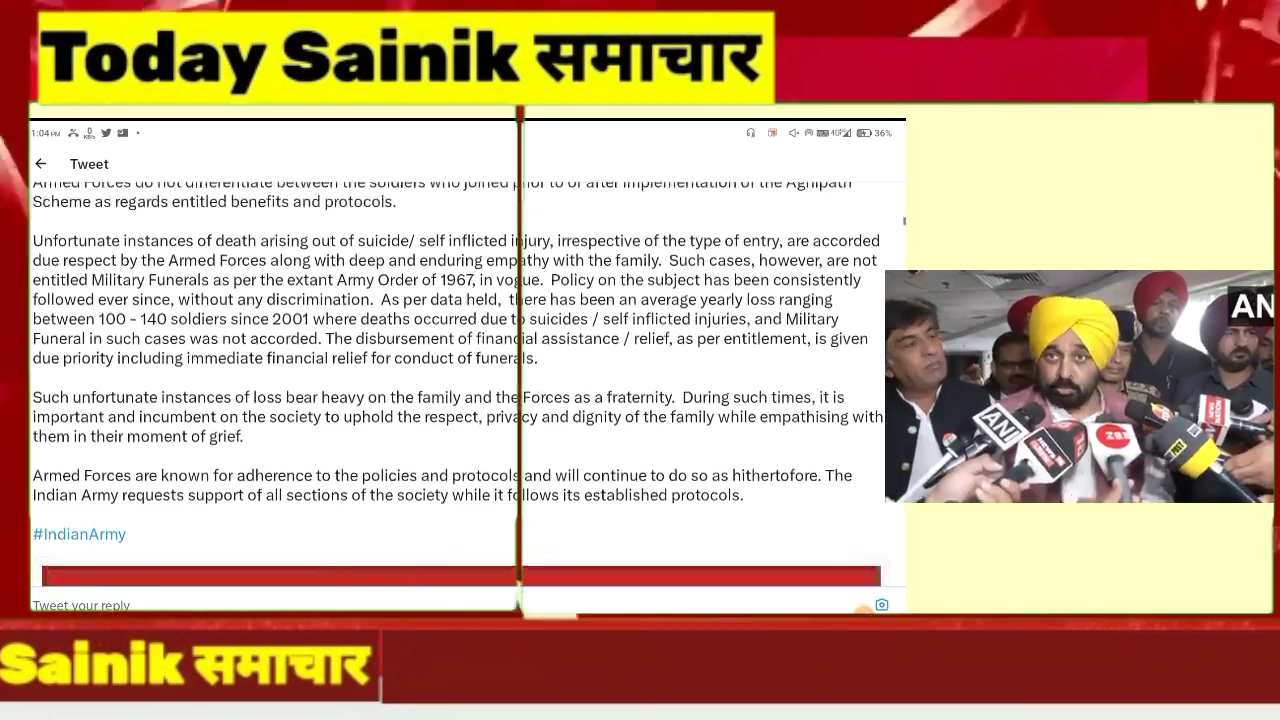 Today Sainik समाचार
1:04 PM
4G
36%
Tweet
Armed Forces do not differentiate between the soldiers who joined prior to or after implementation of the Agnipath
Scheme as regards entitled benefits and protocols.
Unfortunate instances of death arising out of suicide/ self inflicted injury, irrespective of the type of entry, are accorded
due respect by the Armed Forces along with deep and enduring empathy with the family. Such cases, however, are not
entitled Military Funerals as per the extant Army Order of 1967, in vogue. Policy on the subject has been consistently
followed ever since, without any discrimination. As per data held, there has been an average yearly loss ranging
between 100 - 140 soldiers since 2001 where deaths occurred due to suicides / self inflicted injuries, and Military
Funeral in such cases was not accorded. The disbursement of financial assistance / relief, as per entitlement, is given
due priority including immediate financial relief for conduct of funerals.
Such unfortunate instances of loss bear heavy on the family and the Forces as a fraternity. During such times, it is
important and incumbent on the society to uphold the respect, privacy and dignity of the family while empathising with
them in their moment of grief.
Armed Forces are known for adherence to the policies and protocols and will continue to do so as hithertofore. The
Indian Army requests support of all sections of the society while it follows its established protocols.
#IndianArmy
Tweet your reply
AN
ANI
ZEE
NEWS
Sainik समाचार